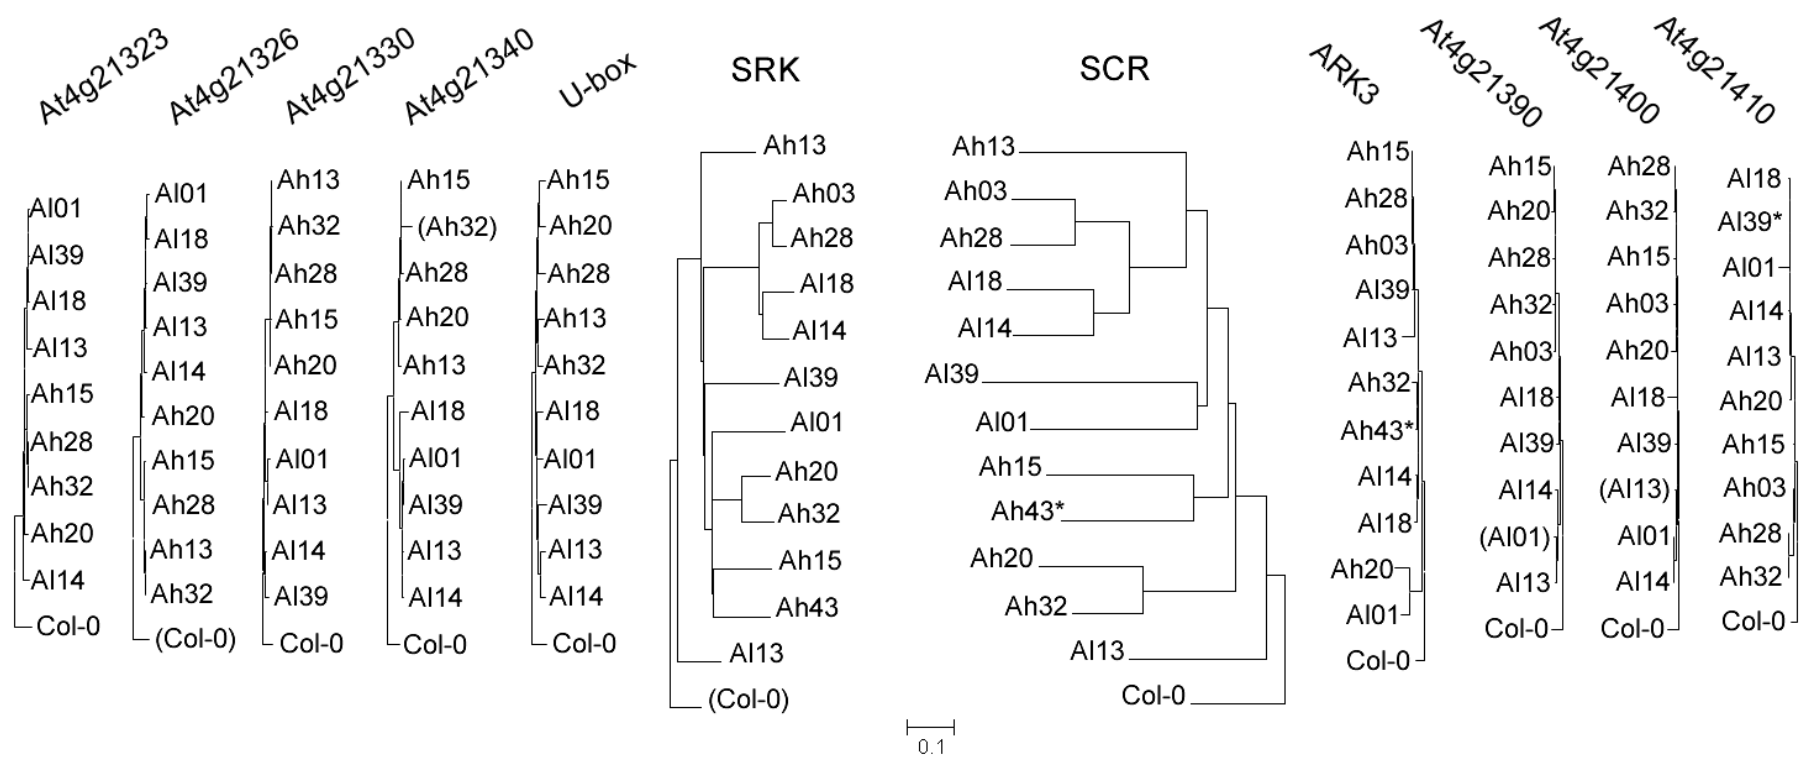 At4g21323
At4g21326
At4g21330
At4g21340
U-box
SRK
SCR
ARK3
At4g21390
At4g21400
At4g21410
Al01
Al39
Al18
Al13
Ah15
Ah28
Ah32
Ah20
Al14
Col-0
Al01
Al18
Al39
Al13
Al14
Ah20
Ah15
Ah28
Ah13
Ah32
(Col-0)
Ah13
Ah32
Ah28
Ah15
Ah20
Al18
Al01
Al13
Al14
Al39
Col-0
Ah15
(Ah32)
Ah28
Ah20
Ah13
Al18
Al01
Al39
Al13
Al14
Col-0
Ah15
Ah20
Ah28
Ah13
Ah32
Al18
Al01
Al39
Al13
Al14
Col-0
Ah13
Ah03
Ah28
Al18
Al14
Al39
Al01
Ah20
Ah32
Ah15
Ah43
Al13
(Col-0)
Ah13
Ah03
Ah28
Al18
Al14
Al39
Al01
Ah15
Ah43*
Ah20
Ah32
Al13
Col-0
0.1
Ah15
Ah28
Ah03
Al39
Al13
Ah32
Ah43*
Al14
Al18
Ah20
Al01
Col-0
Ah15
Ah20
Ah28
Ah32
Ah03
Al18
Al39
Al14
(Al01)
Al13
Col-0
Ah28
Ah32
Ah15
Ah03
Ah20
Al18
Al39
(Al13)
Al01
Al14
Col-0
Al18
Al39*
Al01
Al14
Al13
Ah20
Ah15
Ah03
Ah28
Ah32
Col-0